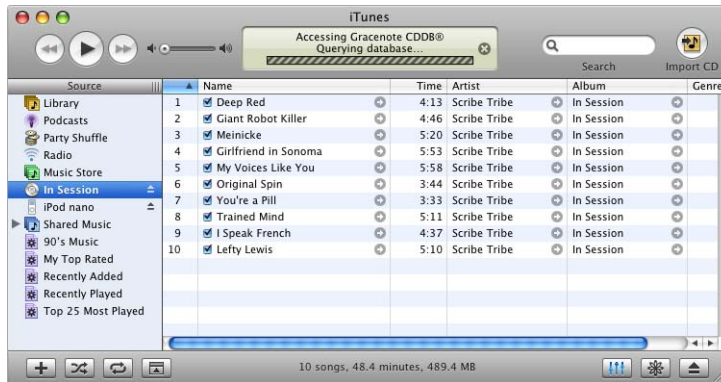 iTunes
Accessing Gracenote CDDB®
Querying database...
Search
Import CD
Source
Name Time Artist Album Genre
Library
Podcasts
Party Shuffle
Radio
Music Store
In Session
iPod nano
Shared Music
90's Music
My Top Rated
Recently Added
Recently Played
Top 25 Most Played
1 Deep Red 4:13 Scribe Tribe In Session
2 Giant Robot Killer 4:46 Scribe Tribe In Session
3 Meinicke 5:20 Scribe Tribe In Session
4 Girlfriend in Sonoma 5:53 Scribe Tribe In Session
5 My Voices Like You 5:58 Scribe Tribe In Session
6 Original Spin 3:44 Scribe Tribe In Session
7 You're a Pill 3:33 Scribe Tribe In Session
8 Trained Mind 5:11 Scribe Tribe In Session
9 I Speak French 4:37 Scribe Tribe In Session
10 Lefty Lewis 5:10 Scribe Tribe In Session
10 songs, 48.4 minutes, 489.4 MB